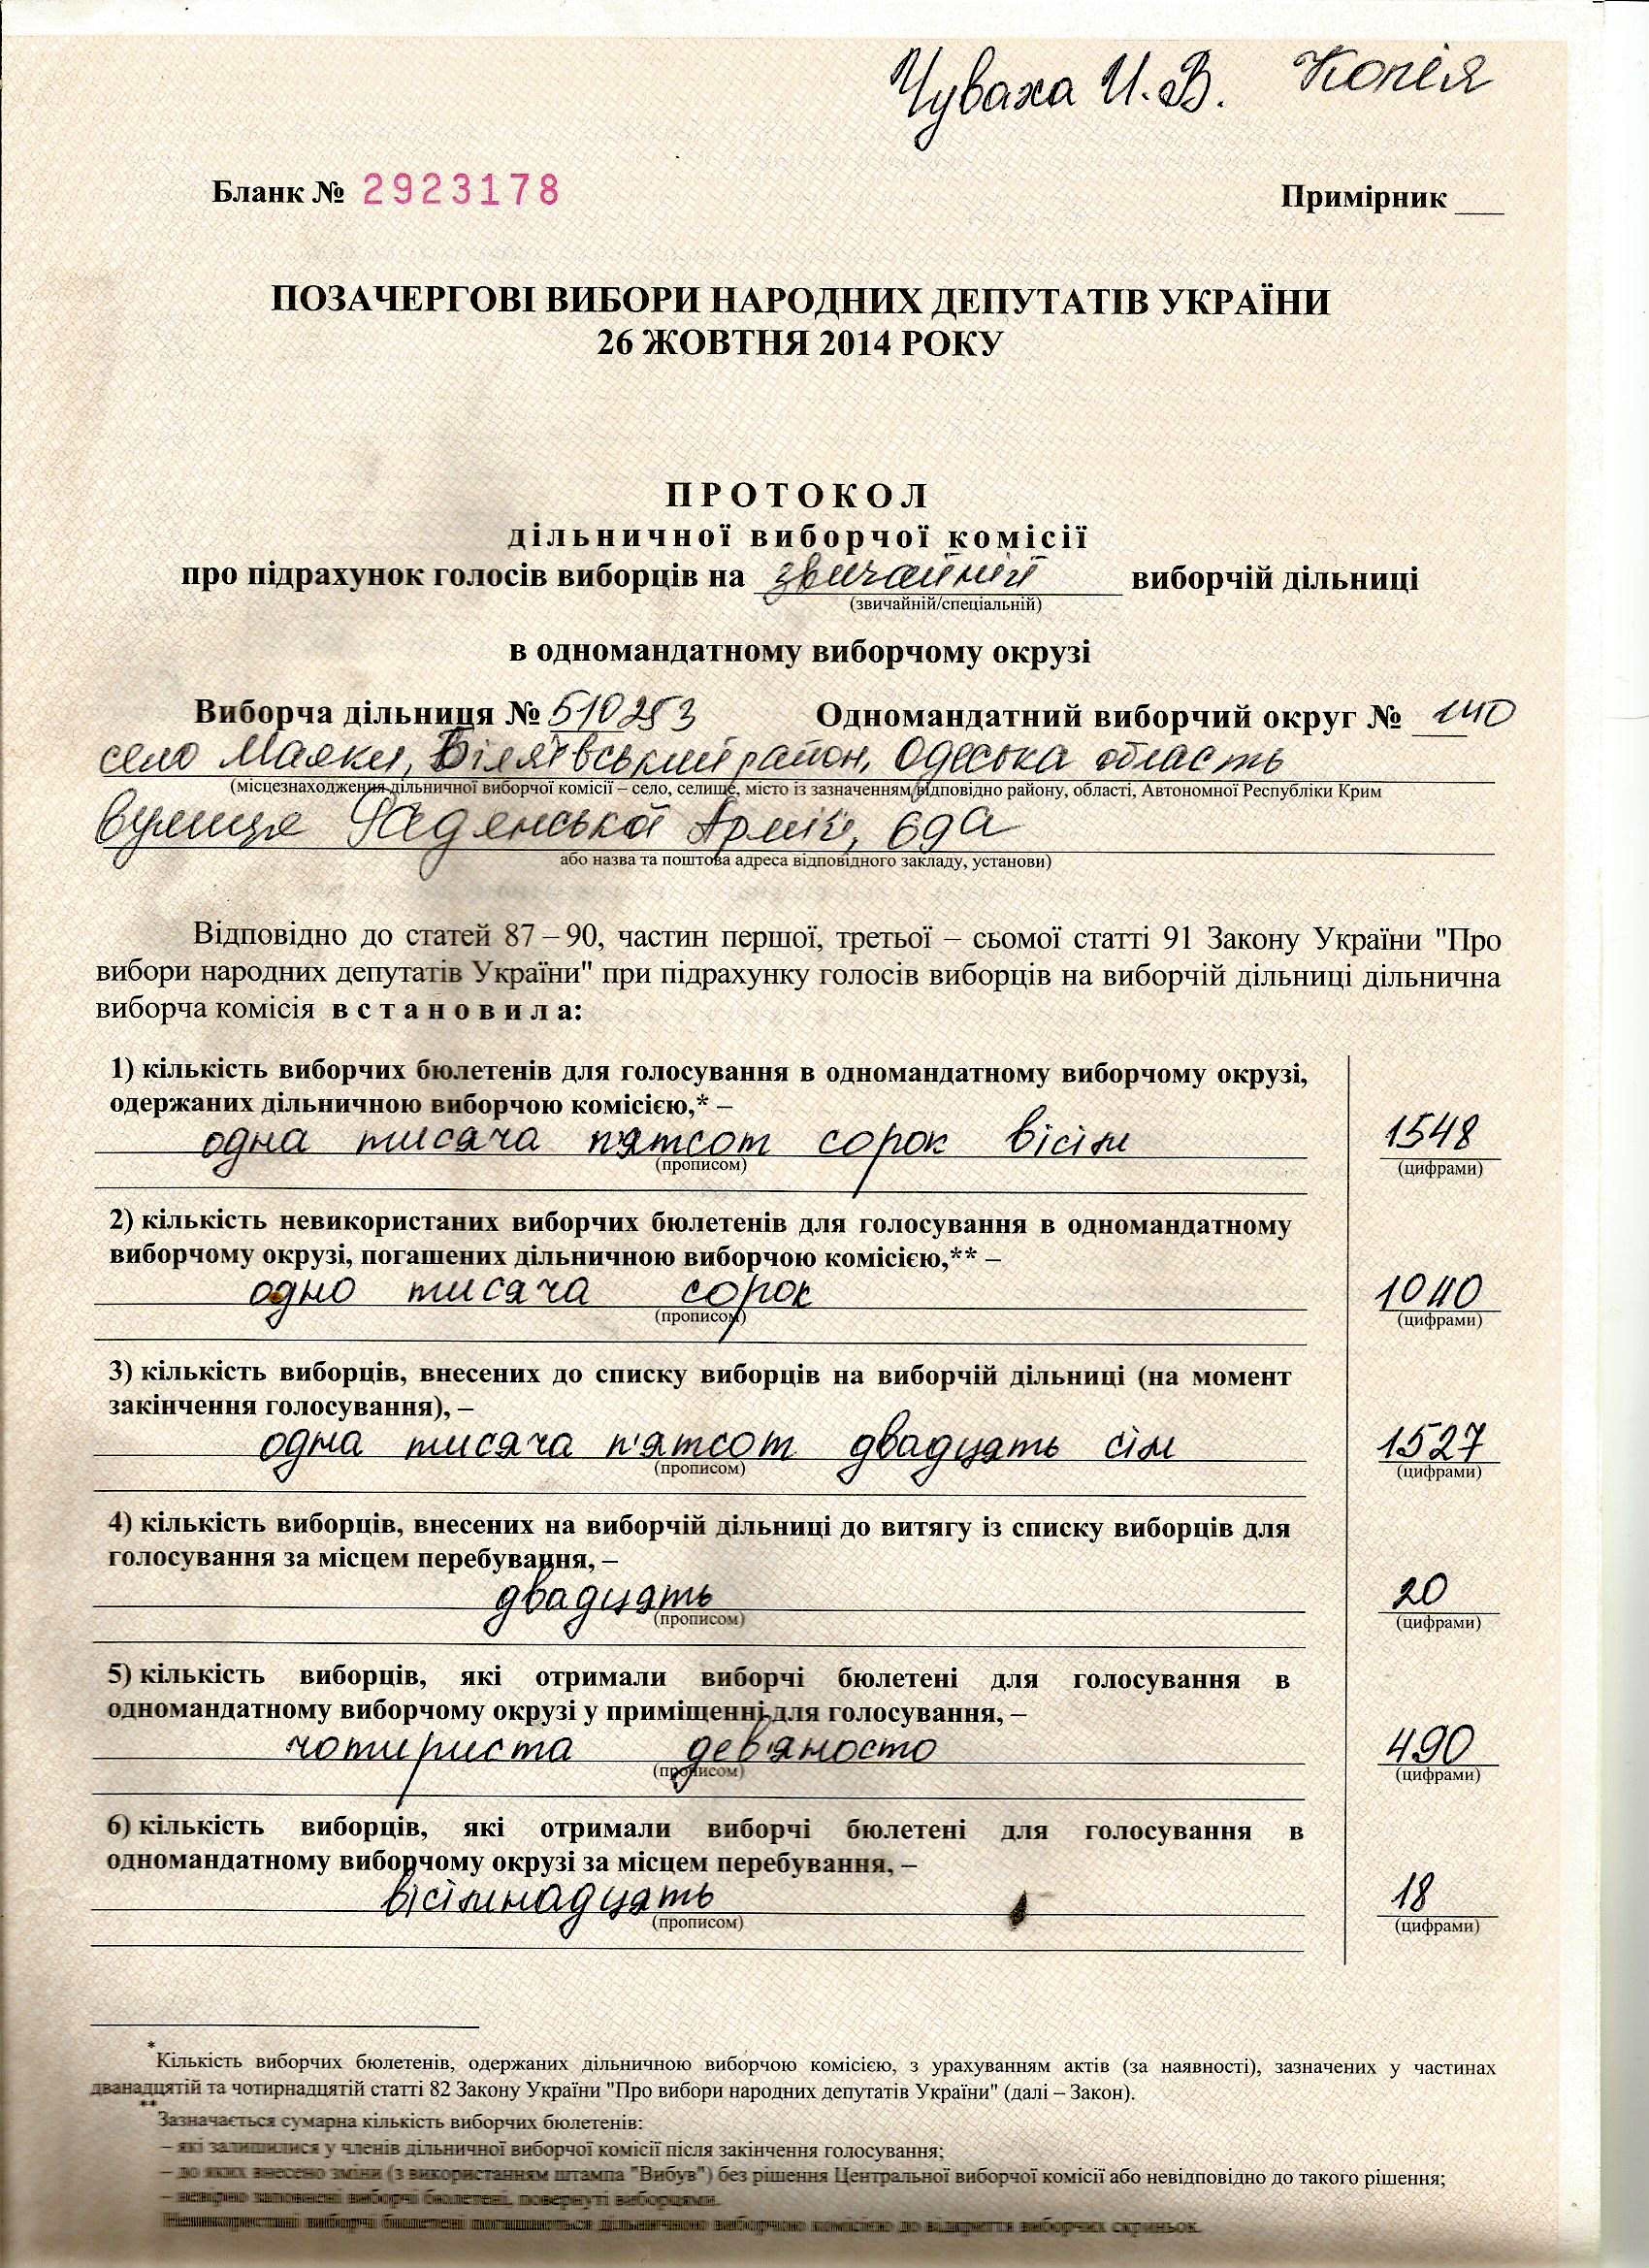 Чуваха И.В. Копія
Бланк № 2923178 Примірник ___
ПОЗАЧЕРГОВІ ВИБОРИ НАРОДНИХ ДЕПУТАТІВ УКРАЇНИ
26 ЖОВТНЯ 2014 РОКУ
ПРОТОКОЛ
дільничної виборчої комісії
про підрахунок голосів виборців на звичайній виборчій дільниці
(звичайній/спеціальній)
в одномандатному виборчому окрузі
Виборча дільниця № 510253 Одномандатний виборчий округ № 140
село Маяки, Біляївський район, Одеська область
(місцезнаходження дільничної виборчої комісії – село, селище, місто із зазначенням відповідно району, області, Автономної Республіки Крим
вулиця Радянської Армії, 69а
або назва та поштова адреса відповідного закладу, установи)
Відповідно до статей 87 – 90, частин першої, третьої – сьомої статті 91 Закону України "Про
вибори народних депутатів України" при підрахунку голосів виборців на виборчій дільниці дільнична
виборча комісія встановила:
1) кількість виборчих бюлетенів для голосування в одномандатному виборчому окрузі,
одержаних дільничною виборчою комісією,* –
одна тисяча п'ятсот сорок вісім 1548
(прописом) (цифрами)
2) кількість невикористаних виборчих бюлетенів для голосування в одномандатному
виборчому окрузі, погашених дільничною виборчою комісією,** –
одно тисяча сорок 1040
(прописом) (цифрами)
3) кількість виборців, внесених до списку виборців на виборчій дільниці (на момент
закінчення голосування), –
одна тисяча п'ятсот двадцять сім 1527
(прописом) (цифрами)
4) кількість виборців, внесених на виборчій дільниці до витягу із списку виборців для
голосування за місцем перебування, –
двадцять 20
(прописом) (цифрами)
5) кількість виборців, які отримали виборчі бюлетені для голосування в
одномандатному виборчому окрузі у приміщенні для голосування, –
чотириста дев'яносто 490
(прописом) (цифрами)
6) кількість виборців, які отримали виборчі бюлетені для голосування в
одномандатному виборчому окрузі за місцем перебування, –
вісімнадцять 18
(прописом) (цифрами)
*Кількість виборчих бюлетенів, одержаних дільничною виборчою комісією, з урахуванням актів (за наявності), зазначених у частинах
дванадцятій та чотирнадцятій статті 82 Закону України "Про вибори народних депутатів України" (далі – Закон).
**Зазначається сумарна кількість виборчих бюлетенів:
– які залишилися у членів дільничної виборчої комісії після закінчення голосування;
– до яких внесено зміни (з використанням штампа "Вибув") без рішення Центральної виборчої комісії або невідповідно до такого рішення;
– невірно заповнені виборчі бюлетені, повернуті виборцями.
Невикористані виборчі бюлетені погашаються дільничною виборчою комісією до відкриття виборчих скриньок.